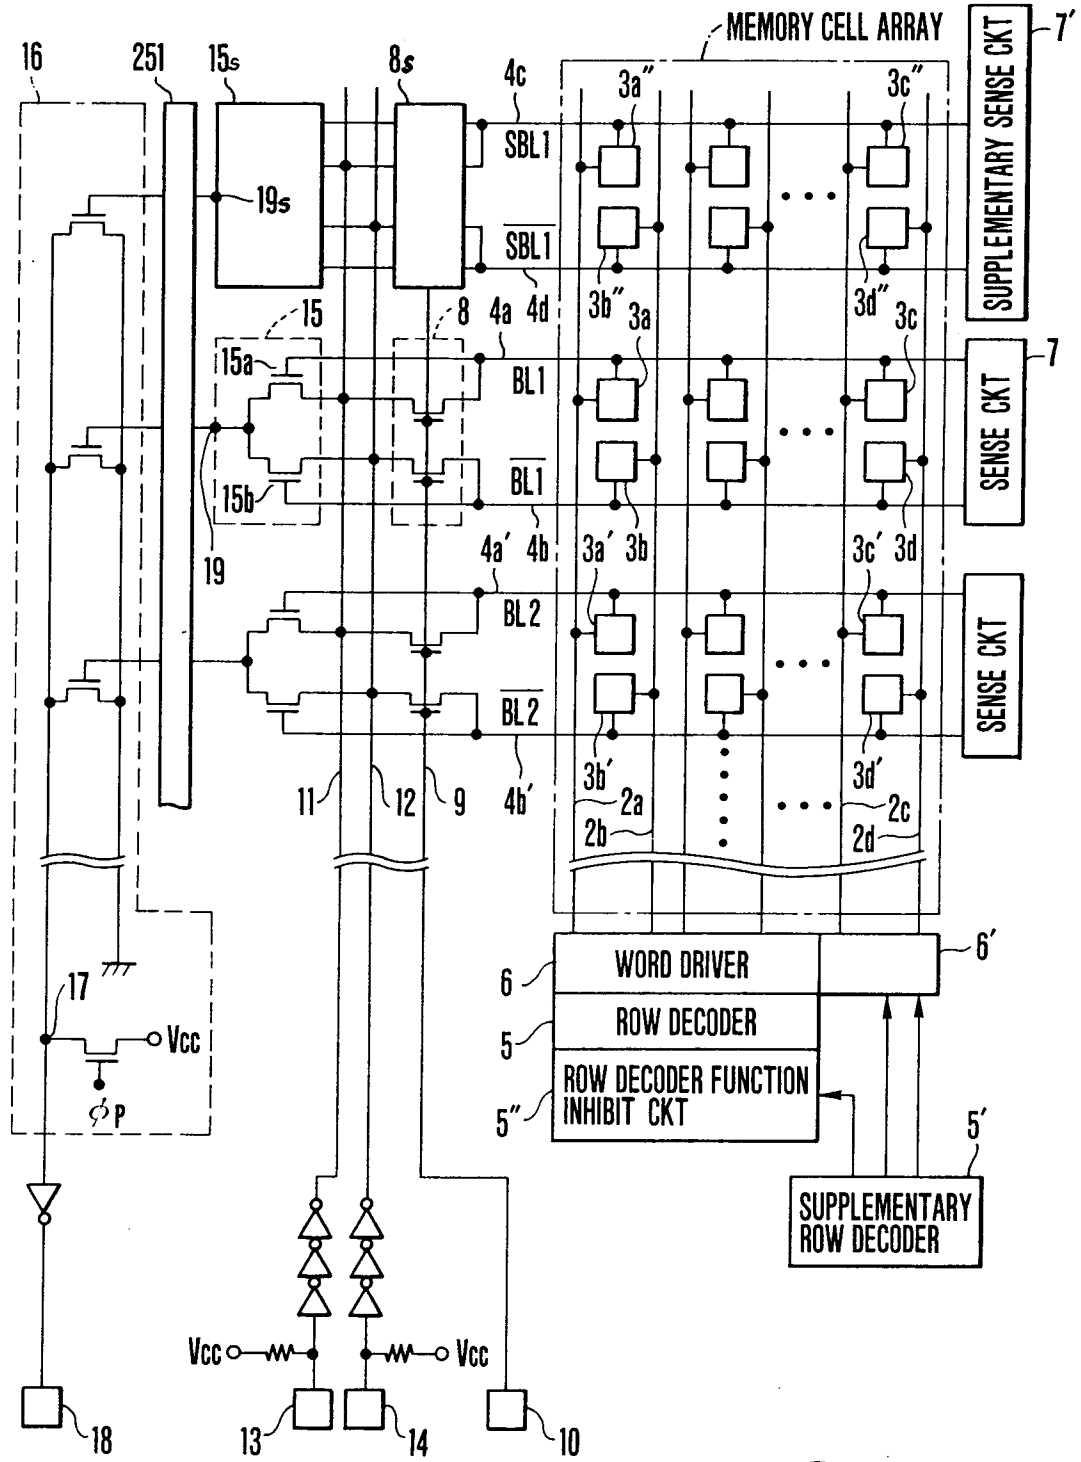 MEMORY CELL ARRAY
7′
16
251
15s
8s
4c
3a″
3c″
SUPPLEMENTARY SENSE CKT
SBL1
19s
SBL1
3b″
3d″
15
8
4a
4d
3a
3c
7
15a
BL1
SENSE CKT
BL1
15b
19
4b
4a′
3a′
3b
3c′
3d
BL2
SENSE CKT
BL2
3b′
3d′
11
12
9
4b′
2a
2b
2c
2d
17
Vcc
ϕP
6
WORD DRIVER
6′
5
ROW DECODER
5″
ROW DECODER FUNCTION
INHIBIT CKT
5′
SUPPLEMENTARY
ROW DECODER
Vcc
Vcc
18
13
14
10